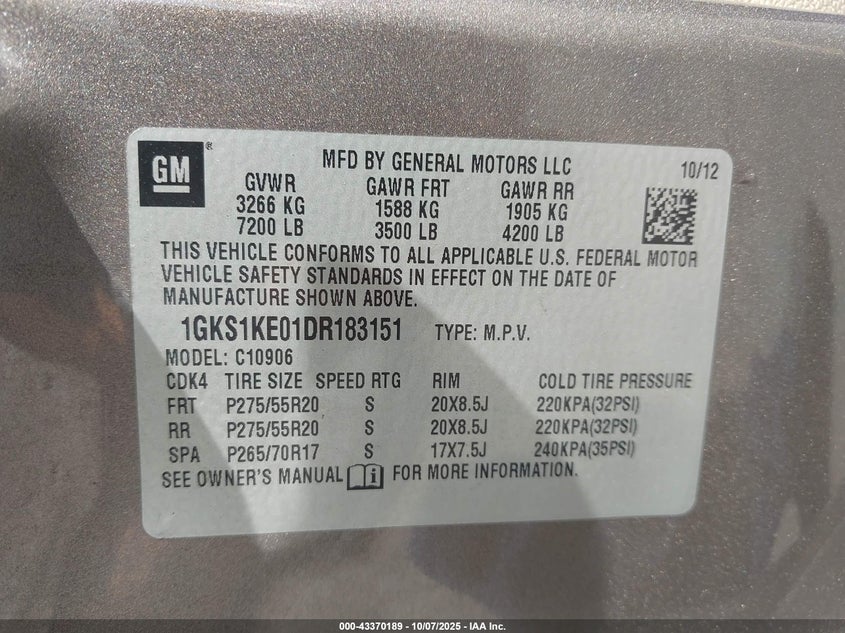 GM ®
MFD BY GENERAL MOTORS LLC 10/12
GVWR GAWR FRT GAWR RR
3266 KG 1588 KG 1905 KG
7200 LB 3500 LB 4200 LB
THIS VEHICLE CONFORMS TO ALL APPLICABLE U.S. FEDERAL MOTOR
VEHICLE SAFETY STANDARDS IN EFFECT ON THE DATE OF
MANUFACTURE SHOWN ABOVE.
1GKS1KE01DR183151 TYPE: M.P.V.
MODEL: C10906
CDK4 TIRE SIZE SPEED RTG RIM COLD TIRE PRESSURE
FRT P275/55R20 S 20X8.5J 220KPA(32PSI)
RR P275/55R20 S 20X8.5J 220KPA(32PSI)
SPA P265/70R17 S 17X7.5J 240KPA(35PSI)
SEE OWNER'S MANUAL i FOR MORE INFORMATION.
000-43370189 - 10/07/2025 - IAA Inc.